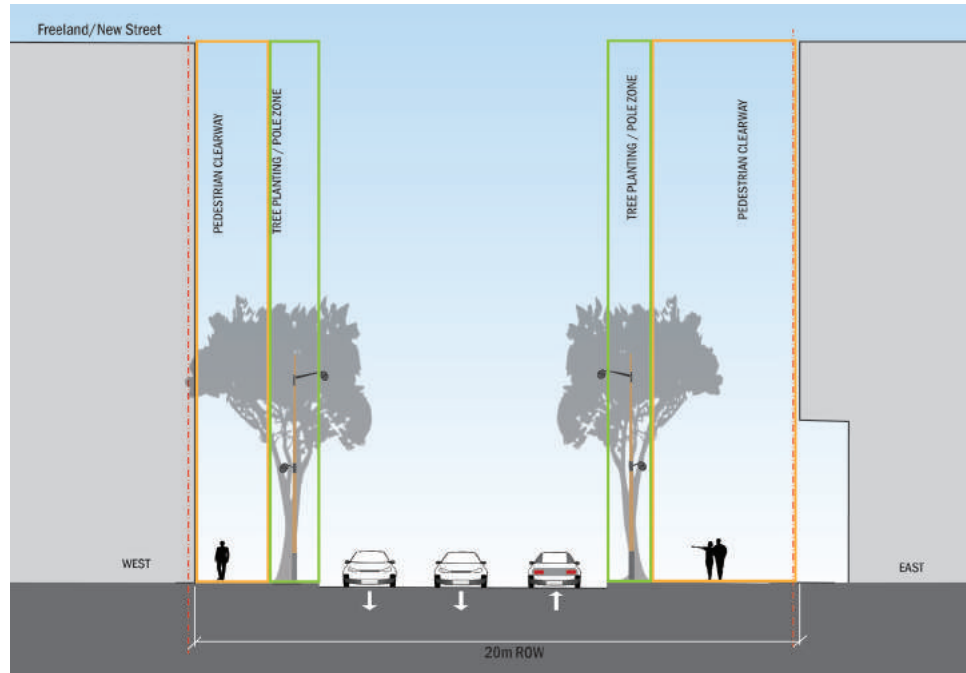 Freeland/New Street
PEDESTRIAN CLEARWAY
TREE PLANTING / POLE ZONE
TREE PLANTING / POLE ZONE
PEDESTRIAN CLEARWAY
WEST
EAST
20m ROW